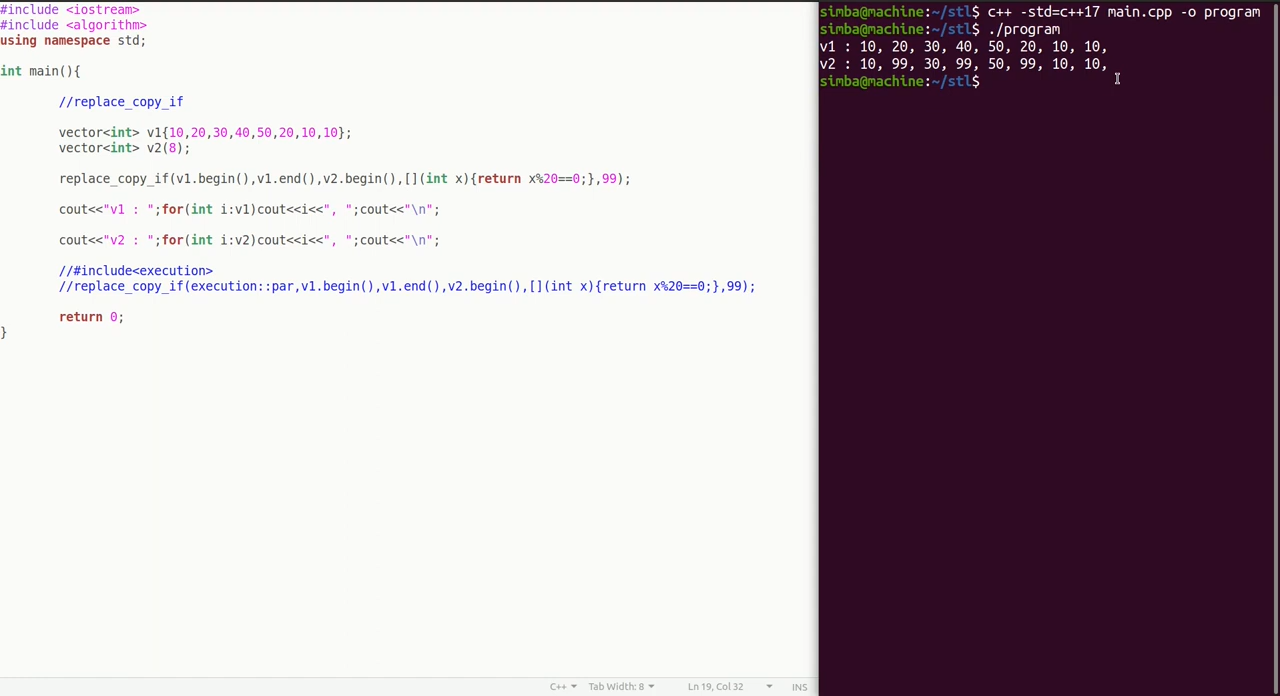 #include <iostream>
#include <algorithm>
using namespace std;
int main(){
//replace_copy_if
vector<int> v1{10,20,30,40,50,20,10,10};
vector<int> v2(8);
replace_copy_if(v1.begin(),v1.end(),v2.begin(),[](int x){return x%20==0;},99);
cout<<"v1 : ";for(int i:v1)cout<<i<<", ";cout<<"\n";
cout<<"v2 : ";for(int i:v2)cout<<i<<", ";cout<<"\n";
//#include<execution>
//replace_copy_if(execution::par,v1.begin(),v1.end(),v2.begin(),[](int x){return x%20==0;},99);
return 0;
}
C++ Tab Width: 8 Ln 19, Col 32 INS
simba@machine:~/stl$ c++ -std=c++17 main.cpp -o program
simba@machine:~/stl$ ./program
v1 : 10, 20, 30, 40, 50, 20, 10, 10,
v2 : 10, 99, 30, 99, 50, 99, 10, 10,
simba@machine:~/stl$